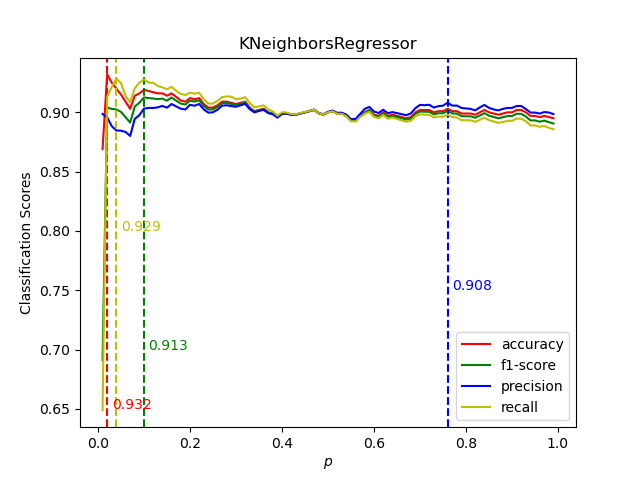 KNeighborsRegressor
Classification Scores
0.90
0.85
0.80
0.75
0.70
0.65
0.929
0.908
0.913
0.932
accuracy
f1-score
precision
recall
0.0 0.2 0.4 0.6 0.8 1.0
p